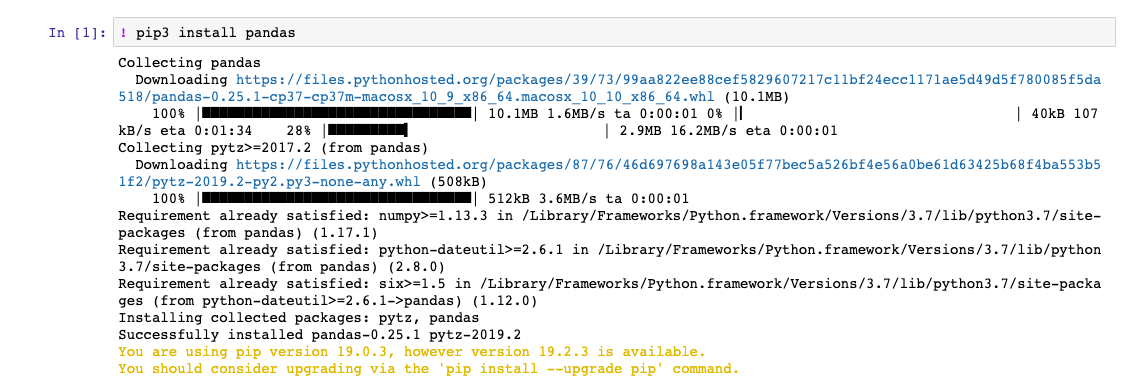 In [1]: ! pip3 install pandas
Collecting pandas
Downloading https://files.pythonhosted.org/packages/39/73/99aa822ee88cef5829607217c11bf24ecc1171ae5d49d5f780085f5da
518/pandas-0.25.1-cp37-cp37m-macosx_10_9_x86_64.macosx_10_10_x86_64.whl (10.1MB)
100% |████████████████████████████████| 10.1MB 1.6MB/s ta 0:00:01 0% |▏ | 40kB 107
kB/s eta 0:01:34 28% |█████████▎ | 2.9MB 16.2MB/s eta 0:00:01
Collecting pytz>=2017.2 (from pandas)
Downloading https://files.pythonhosted.org/packages/87/76/46d697698a143e05f77bec5a526bf4e56a0be61d63425b68f4ba553b5
1f2/pytz-2019.2-py2.py3-none-any.whl (508kB)
100% |████████████████████████████████| 512kB 3.6MB/s ta 0:00:01
Requirement already satisfied: numpy>=1.13.3 in /Library/Frameworks/Python.framework/Versions/3.7/lib/python3.7/site-
packages (from pandas) (1.17.1)
Requirement already satisfied: python-dateutil>=2.6.1 in /Library/Frameworks/Python.framework/Versions/3.7/lib/python
3.7/site-packages (from pandas) (2.8.0)
Requirement already satisfied: six>=1.5 in /Library/Frameworks/Python.framework/Versions/3.7/lib/python3.7/site-packa
ges (from python-dateutil>=2.6.1->pandas) (1.12.0)
Installing collected packages: pytz, pandas
Successfully installed pandas-0.25.1 pytz-2019.2
You are using pip version 19.0.3, however version 19.2.3 is available.
You should consider upgrading via the 'pip install --upgrade pip' command.